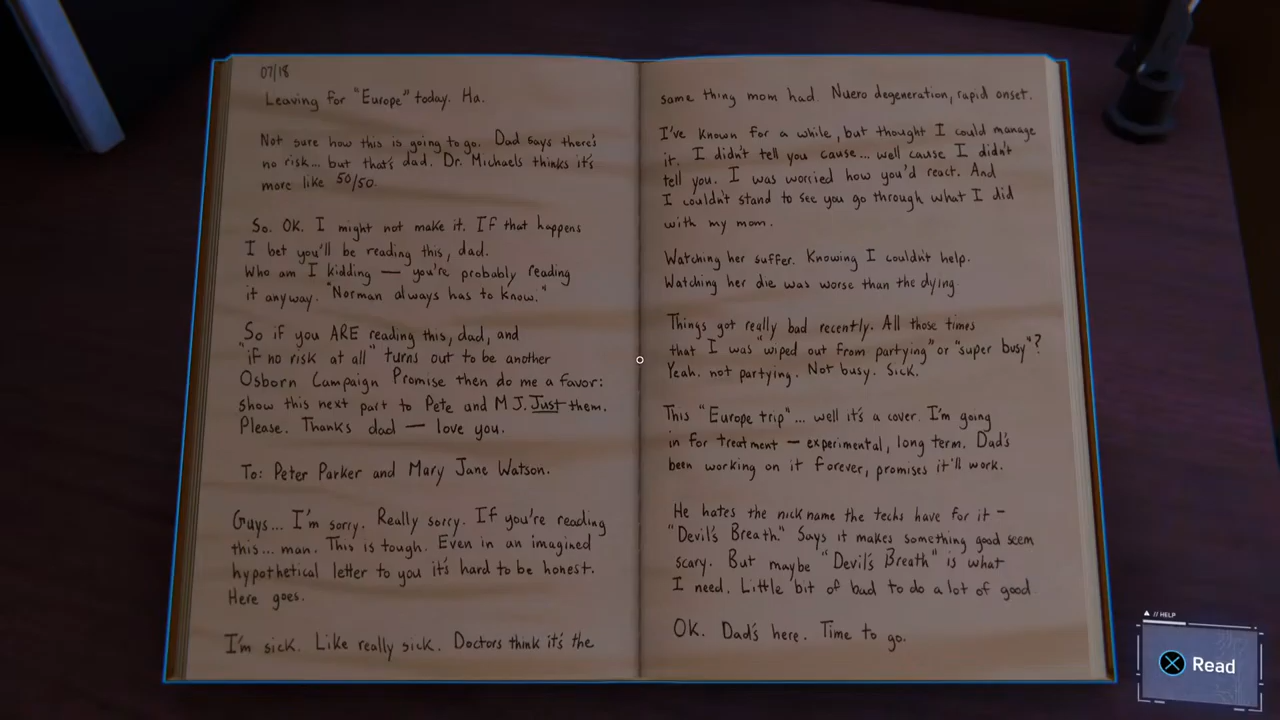 07/18
Leaving for "Europe" today. Ha.
Not sure how this is going to go. Dad says there's
no risk... but that's dad. Dr. Michaels thinks it's
more like 50/50.
So. OK. I might not make it. If that happens
I bet you'll be reading this, dad.
Who am I kidding — you're probably reading
it anyway. "Norman always has to know."
So if you ARE reading this, dad, and
"if no risk at all" turns out to be another
Osborn Campaign Promise then do me a favor:
show this next part to Pete and MJ. Just them.
Please. Thanks dad — love you.
To: Peter Parker and Mary Jane Watson.
Guys... I'm sorry. Really sorry. If you're reading
this... man. This is tough. Even in an imagined
hypothetical letter to you it's hard to be honest.
Here goes.
I'm sick. Like really sick. Doctors think it's the
same thing mom had. Nuero degeneration, rapid onset.
I've known for a while, but thought I could manage
it. I didn't tell you cause... well cause I didn't
tell you. I was worried how you'd react. And
I couldn't stand to see you go through what I did
with my mom.
Watching her suffer. Knowing I couldn't help.
Watching her die was worse than the dying
Things got really bad recently. All those times
that I was "wiped out from partying" or "super busy"?
Yeah. not partying. Not busy. Sick.
This "Europe trip"... well it's a cover. I'm going
in for treatment — experimental, long term. Dad's
been working on it forever, promises it'll work.
He hates the nickname the techs have for it -
"Devil's Breath." Says it makes something good seem
scary. But maybe "Devil's Breath" is what
I need. Little bit of bad to do a lot of good
OK. Dad's here. Time to go.
// HELP
Read